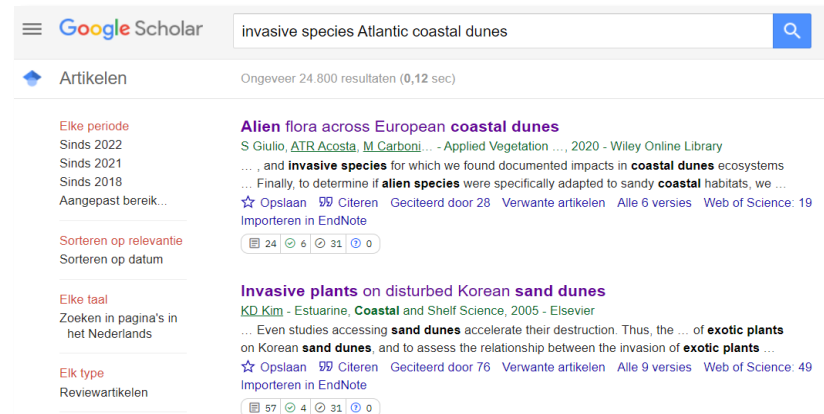 Google Scholar
invasive species Atlantic coastal dunes
Artikelen
Ongeveer 24.800 resultaten (0,12 sec)
Elke periode
Sinds 2022
Sinds 2021
Sinds 2018
Aangepast bereik...
Sorteren op relevantie
Sorteren op datum
Elke taal
Zoeken in pagina's in
het Nederlands
Elk type
Reviewartikelen
Alien flora across European coastal dunes
S Giulio, ATR Acosta, M Carboni... - Applied Vegetation ..., 2020 - Wiley Online Library
... , and invasive species for which we found documented impacts in coastal dunes ecosystems
... Finally, to determine if alien species were specifically adapted to sandy coastal habitats, we ...
Opslaan Citeren Geciteerd door 28 Verwante artikelen Alle 6 versies Web of Science: 19
Importeren in EndNote
24 6 31 0
Invasive plants on disturbed Korean sand dunes
KD Kim - Estuarine, Coastal and Shelf Science, 2005 - Elsevier
... Even studies accessing sand dunes accelerate their destruction. Thus, the ... of exotic plants
on Korean sand dunes, and to assess the relationship between the invasion of exotic plants ...
Opslaan Citeren Geciteerd door 76 Verwante artikelen Alle 9 versies Web of Science: 49
Importeren in EndNote
57 4 31 0